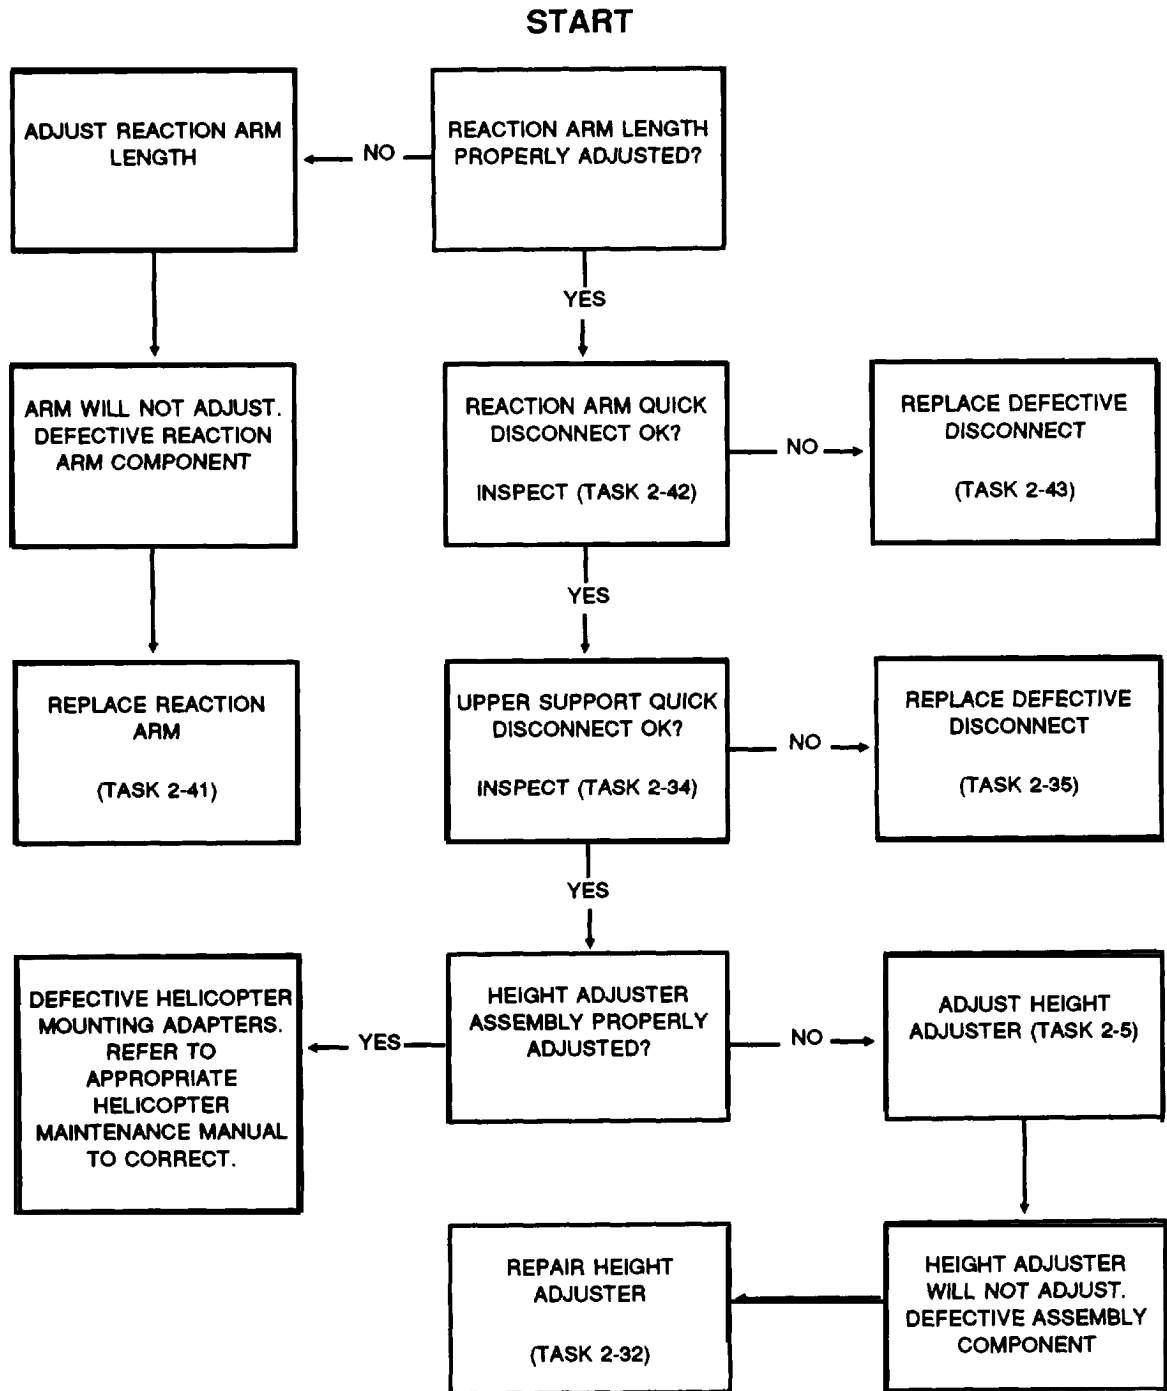 START
ADJUST REACTION ARM
LENGTH
NO
REACTION ARM LENGTH
PROPERLY ADJUSTED?
YES
ARM WILL NOT ADJUST.
DEFECTIVE REACTION
ARM COMPONENT
REACTION ARM QUICK
DISCONNECT OK?
INSPECT (TASK 2-42)
NO
REPLACE DEFECTIVE
DISCONNECT
(TASK 2-43)
YES
REPLACE REACTION
ARM
(TASK 2-41)
UPPER SUPPORT QUICK
DISCONNECT OK?
INSPECT (TASK 2-34)
NO
REPLACE DEFECTIVE
DISCONNECT
(TASK 2-35)
YES
DEFECTIVE HELICOPTER
MOUNTING ADAPTERS.
REFER TO
APPROPRIATE
HELICOPTER
MAINTENANCE MANUAL
TO CORRECT.
YES
HEIGHT ADJUSTER
ASSEMBLY PROPERLY
ADJUSTED?
NO
ADJUST HEIGHT
ADJUSTER (TASK 2-5)
REPAIR HEIGHT
ADJUSTER
(TASK 2-32)
HEIGHT ADJUSTER
WILL NOT ADJUST.
DEFECTIVE ASSEMBLY
COMPONENT